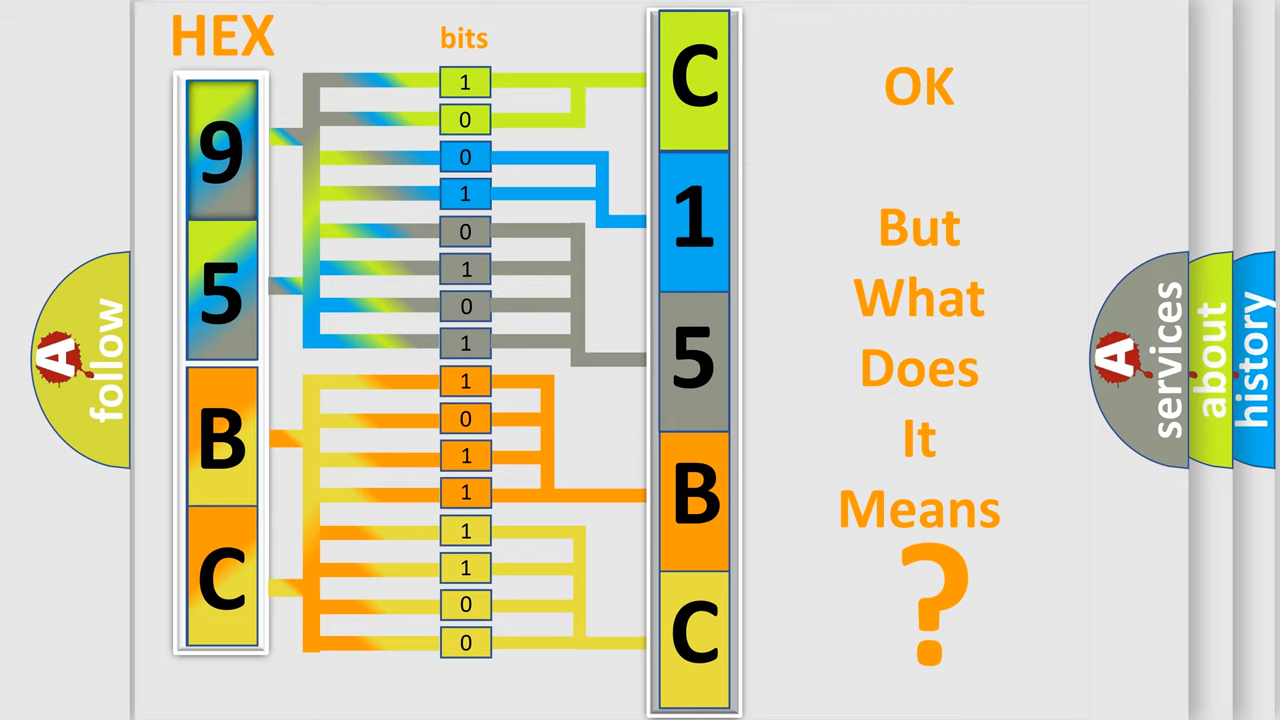 HEX
bits
9
5
B
C
1
0
0
1
0
1
0
1
1
0
1
1
1
1
0
0
C
1
5
B
C
OK
But
What
Does
It
Means
?
A
follow
A
services
about
history